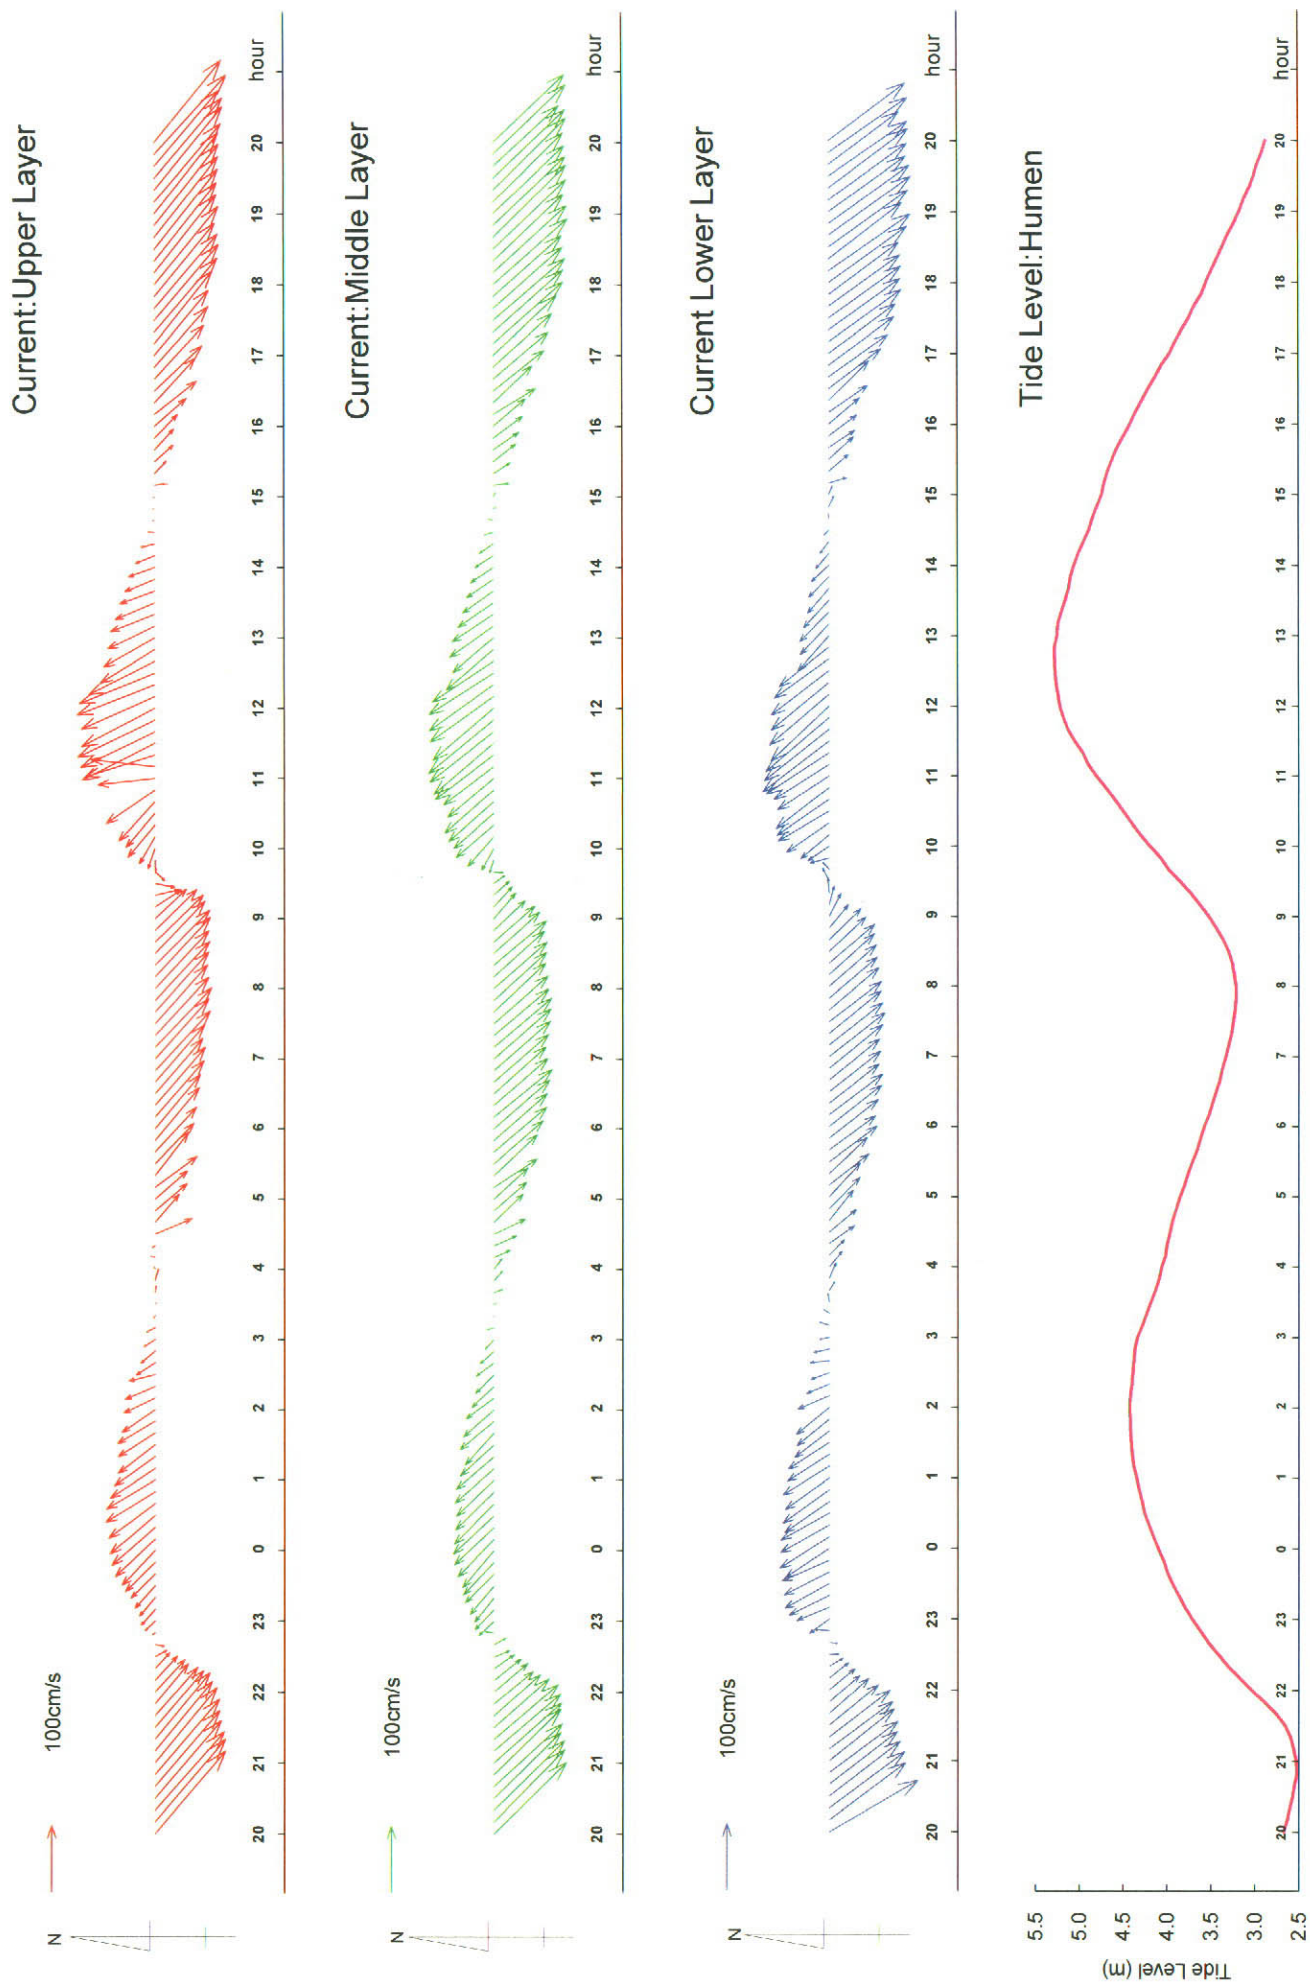 Current:Upper Layer
100cm/s
N
20 21 22 23 0 1 2 3 4 5 6 7 8 9 10 11 12 13 14 15 16 17 18 19 20 hour
Current:Middle Layer
100cm/s
N
20 21 22 23 0 1 2 3 4 5 6 7 8 9 10 11 12 13 14 15 16 17 18 19 20 hour
Current Lower Layer
100cm/s
N
20 21 22 23 0 1 2 3 4 5 6 7 8 9 10 11 12 13 14 15 16 17 18 19 20 hour
Tide Level:Humen
Tide Level (m)
5.5
5.0
4.5
4.0
3.5
3.0
2.5
20 21 22 23 0 1 2 3 4 5 6 7 8 9 10 11 12 13 14 15 16 17 18 19 20 hour